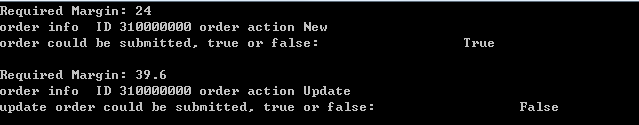 Required Margin: 24
order info  ID 310000000 order action New
order could be submitted, true or false:                  True
Required Margin: 39.6
order info  ID 310000000 order action Update
update order could be submitted, true or false:                  False